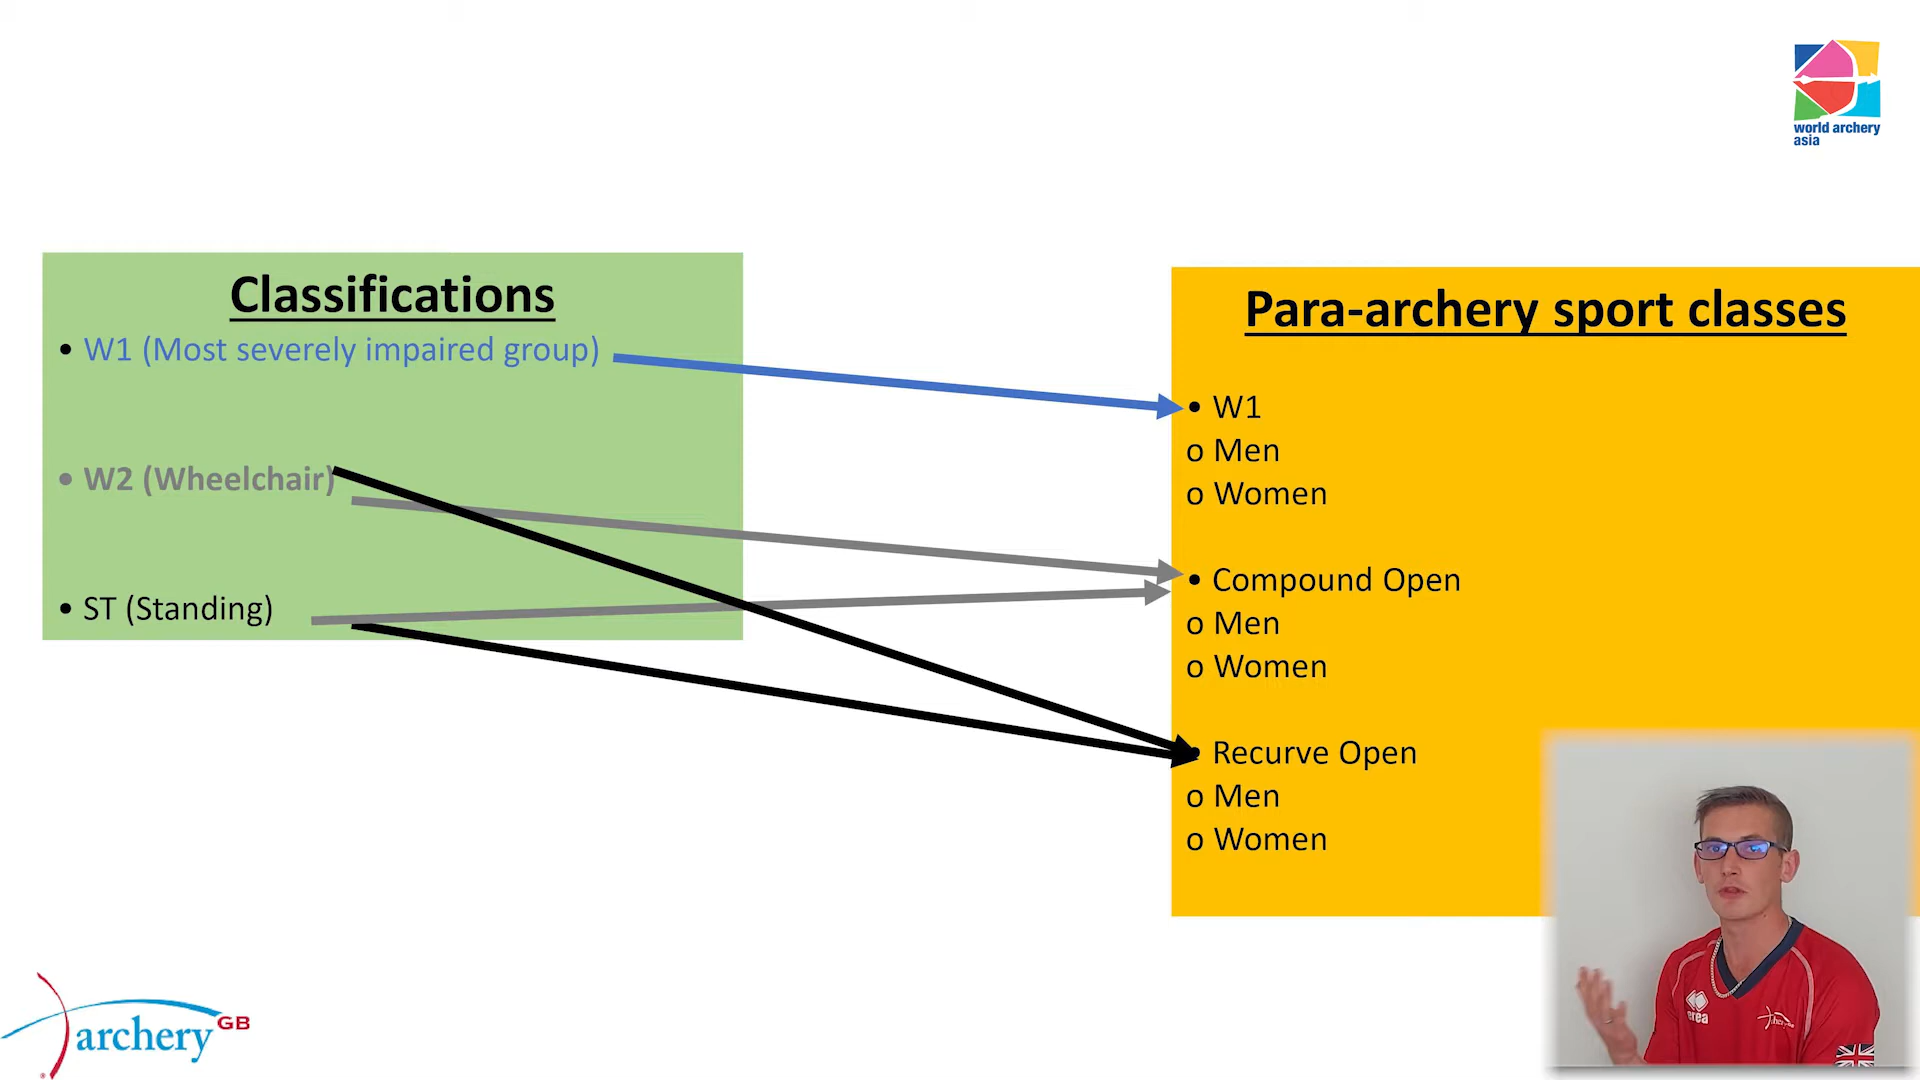 world archery
asia
Classifications
• W1 (Most severely impaired group)
• W2 (Wheelchair)
• ST (Standing)
Para-archery sport classes
• W1
o Men
o Women
• Compound Open
o Men
o Women
• Recurve Open
o Men
o Women
archery GB